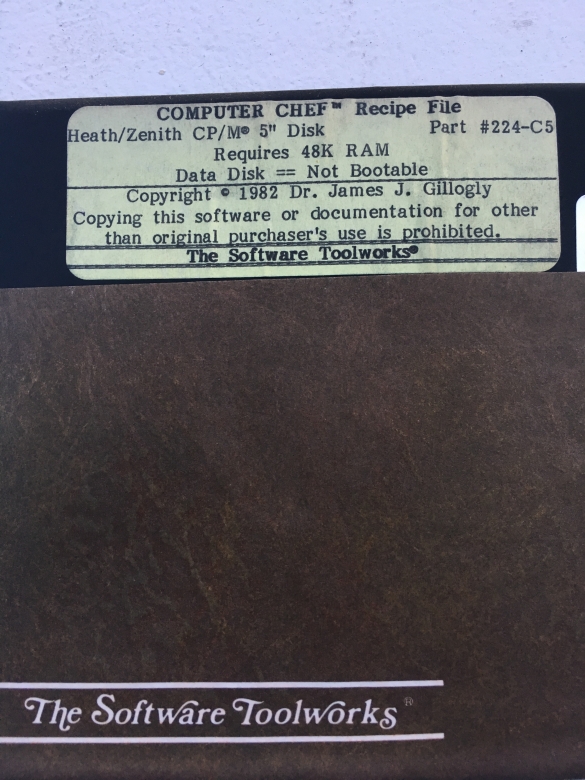 COMPUTER CHEF™ Recipe File
Heath/Zenith CP/M® 5" Disk Part #224-C5
Requires 48K RAM
Data Disk == Not Bootable
Copyright © 1982 Dr. James J. Gillogly
Copying this software or documentation for other
than original purchaser's use is prohibited.
The Software Toolworks®
The Software Toolworks®